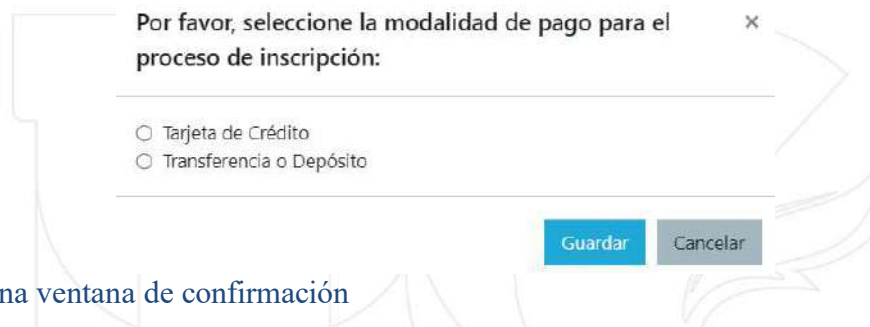 Por favor, seleccione la modalidad de pago para el ×
proceso de inscripción:
Tarjeta de Crédito
Transferencia o Depósito
Guardar Cancelar
na ventana de confirmación